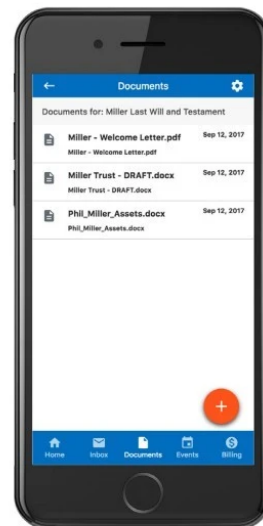 Documents
Documents for: Miller Last Will and Testament
Miller - Welcome Letter.pdf Sep 12, 2017
Miller - Welcome Letter.pdf
Miller Trust - DRAFT.docx Sep 12, 2017
Miller Trust - DRAFT.docx
Phil_Miller_Assets.docx Sep 12, 2017
Phil_Miller_Assets.docx
Home Inbox Documents Events Billing